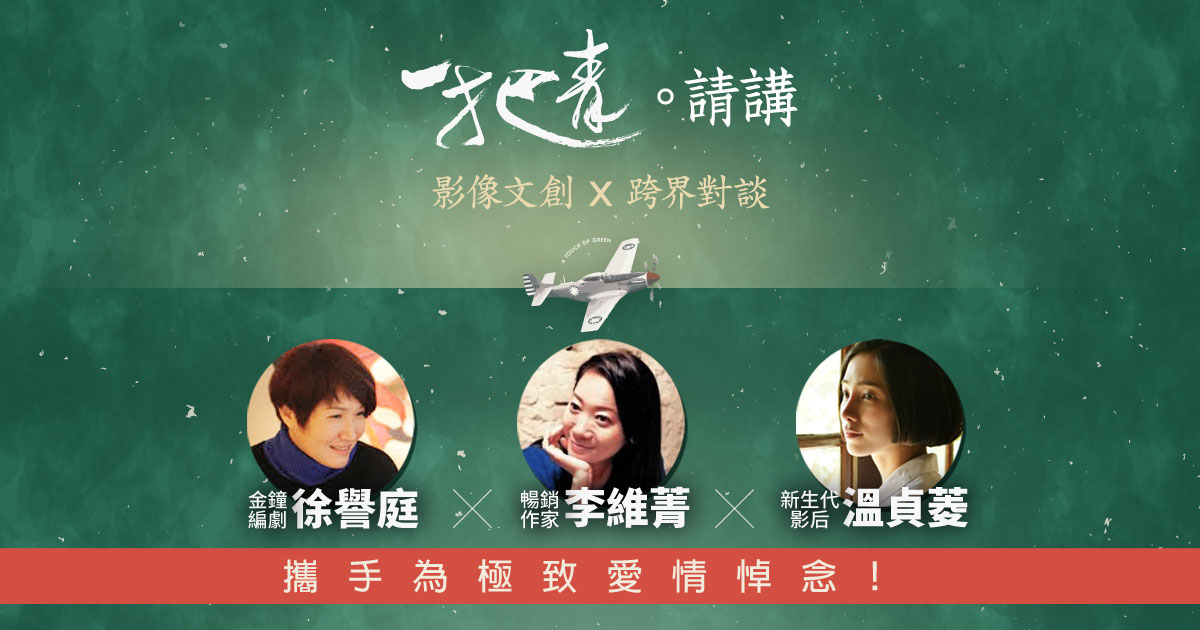 一把青。請講
影像文創 X 跨界對談
A TOUCH OF GREEN
金鐘編劇 徐譽庭
暢銷作家 李維菁
新生代影后 溫貞菱
攜手為極致愛情悼念！